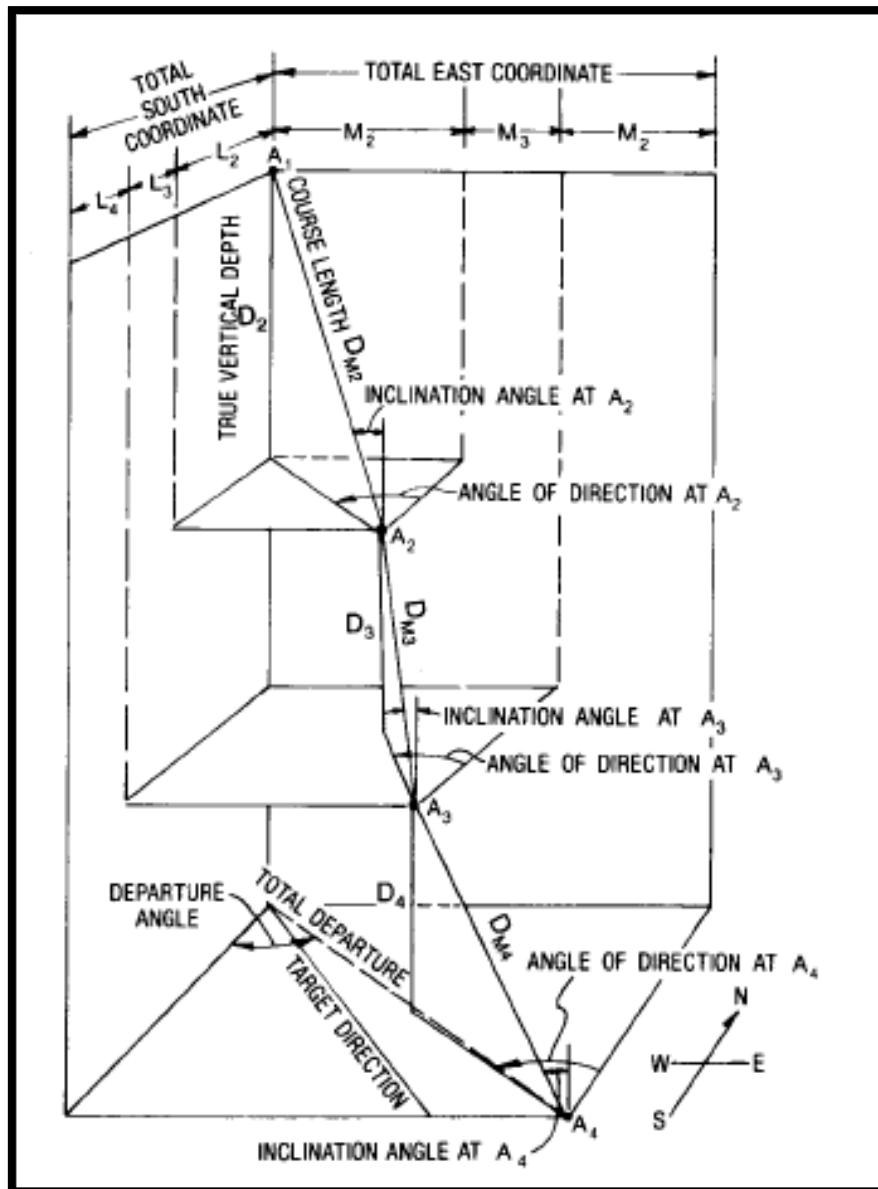 TOTAL
SOUTH
COORDINATE
TOTAL EAST COORDINATE
L₄
L₃
L₂
M₂
M₃
M₂
A₁
COURSE LENGTH D_M2
TRUE VERTICAL DEPTH
D₂
INCLINATION ANGLE AT A₂
ANGLE OF DIRECTION AT A₂
A₂
D₃
D_M3
INCLINATION ANGLE AT A₃
ANGLE OF DIRECTION AT A₃
A₃
DEPARTURE
ANGLE
TOTAL DEPARTURE
TARGET DIRECTION
D₄
D_M4
ANGLE OF DIRECTION AT A₄
N
W
E
S
A₄
INCLINATION ANGLE AT A₄